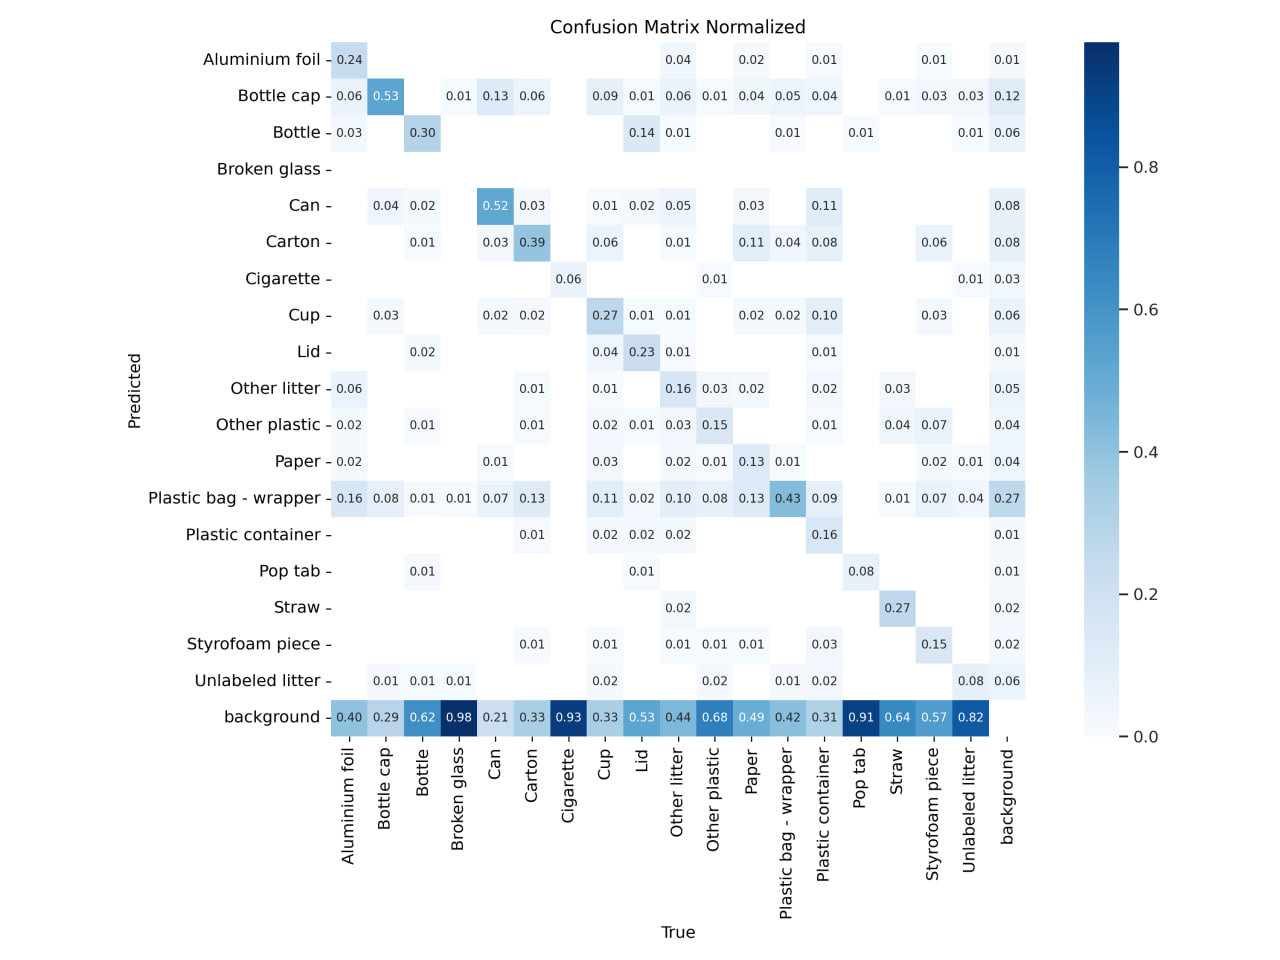 Confusion Matrix Normalized
Aluminium foil 0.24 0.04 0.02 0.01 0.01 0.01
Bottle cap 0.06 0.53 0.01 0.13 0.06 0.09 0.01 0.06 0.01 0.04 0.05 0.04 0.01 0.03 0.03 0.12
Bottle 0.03 0.30 0.14 0.01 0.01 0.01 0.01 0.06
Broken glass
0.8
Can 0.04 0.02 0.52 0.03 0.01 0.02 0.05 0.03 0.11 0.08
Carton 0.01 0.03 0.39 0.06 0.01 0.11 0.04 0.08 0.06 0.08
Cigarette 0.06 0.01 0.01 0.03
0.6
Cup 0.03 0.02 0.02 0.27 0.01 0.01 0.02 0.02 0.10 0.03 0.06
Lid 0.02 0.04 0.23 0.01 0.01 0.01
Predicted
Other litter 0.06 0.01 0.01 0.16 0.03 0.02 0.02 0.03 0.05
Other plastic 0.02 0.01 0.01 0.02 0.01 0.03 0.15 0.01 0.04 0.07 0.04
0.4
Paper 0.02 0.01 0.03 0.02 0.01 0.13 0.01 0.02 0.01 0.04
Plastic bag - wrapper 0.16 0.08 0.01 0.01 0.07 0.13 0.11 0.02 0.10 0.08 0.13 0.43 0.09 0.01 0.07 0.04 0.27
Plastic container 0.01 0.02 0.02 0.02 0.16 0.01
Pop tab 0.01 0.01 0.08 0.01
0.2
Straw 0.02 0.27 0.02
Styrofoam piece 0.01 0.01 0.01 0.01 0.01 0.03 0.15 0.02
Unlabeled litter 0.01 0.01 0.01 0.02 0.02 0.01 0.02 0.08 0.06
background 0.40 0.29 0.62 0.98 0.21 0.33 0.93 0.33 0.53 0.44 0.68 0.49 0.42 0.31 0.91 0.64 0.57 0.82
0.0
Aluminium foil
Bottle cap
Bottle
Broken glass
Can
Carton
Cigarette
Cup
Lid
Other litter
Other plastic
Paper
Plastic bag - wrapper
Plastic container
Pop tab
Straw
Styrofoam piece
Unlabeled litter
background
True